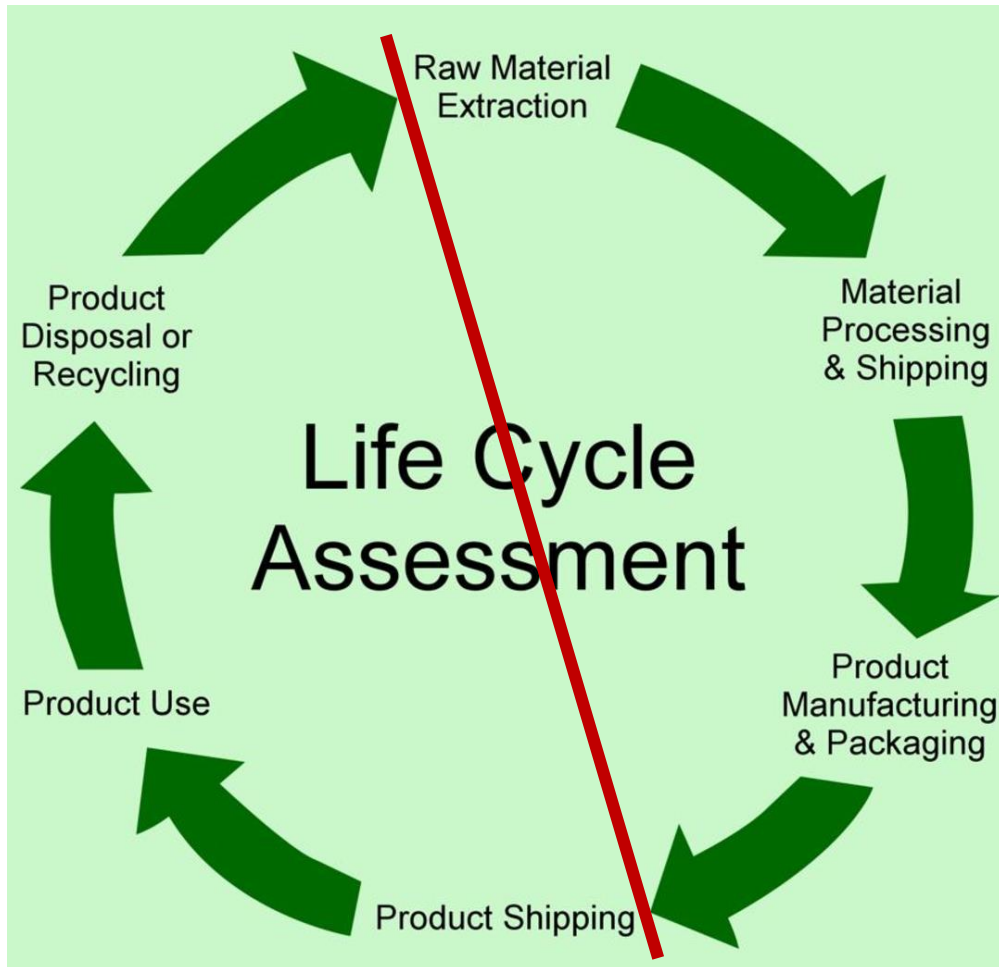 Raw Material
Extraction
Material
Processing
& Shipping
Product
Manufacturing
& Packaging
Product Shipping
Product Use
Product
Disposal or
Recycling
Life Cycle
Assessment